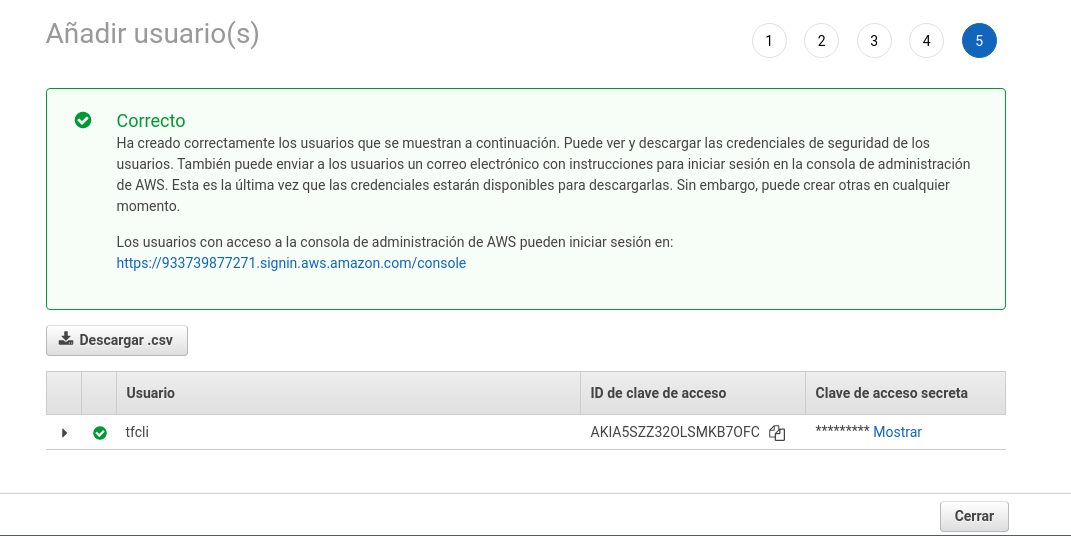 Añadir usuario(s)
1 2 3 4 5
Correcto
Ha creado correctamente los usuarios que se muestran a continuación. Puede ver y descargar las credenciales de seguridad de los
usuarios. También puede enviar a los usuarios un correo electrónico con instrucciones para iniciar sesión en la consola de administración
de AWS. Esta es la última vez que las credenciales estarán disponibles para descargarlas. Sin embargo, puede crear otras en cualquier
momento.
Los usuarios con acceso a la consola de administración de AWS pueden iniciar sesión en:
https://933739877271.signin.aws.amazon.com/console
Descargar .csv
Usuario ID de clave de acceso Clave de acceso secreta
tfcli AKIA5SZZ32OLSMKB7OFC ********* Mostrar
Cerrar